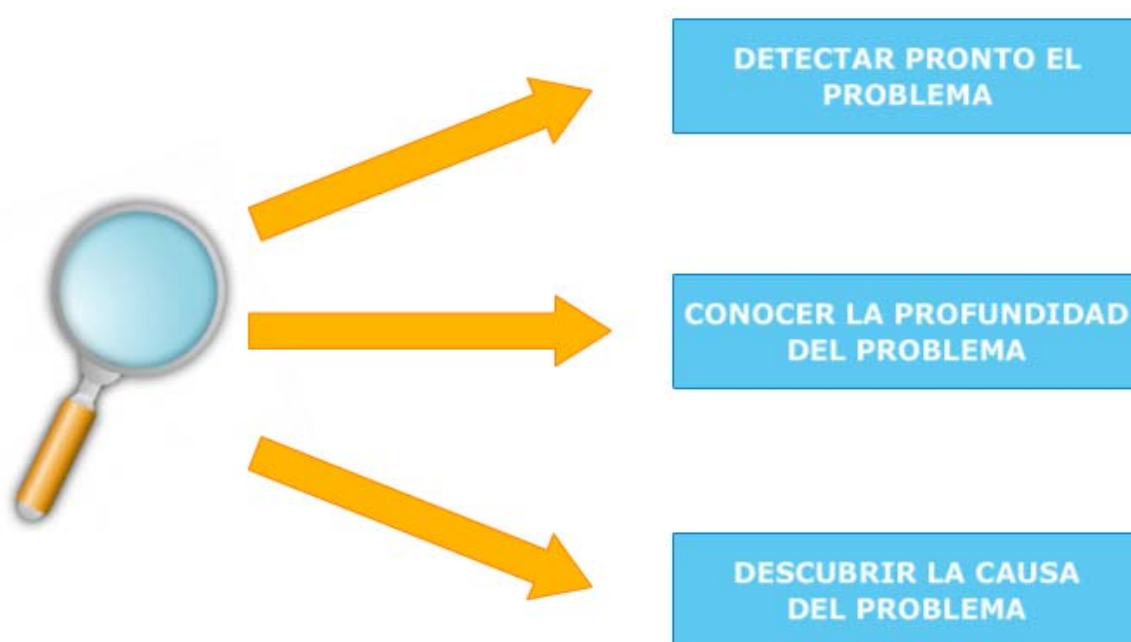 DETECTAR PRONTO EL
PROBLEMA
CONOCER LA PROFUNDIDAD
DEL PROBLEMA
DESCUBRIR LA CAUSA
DEL PROBLEMA